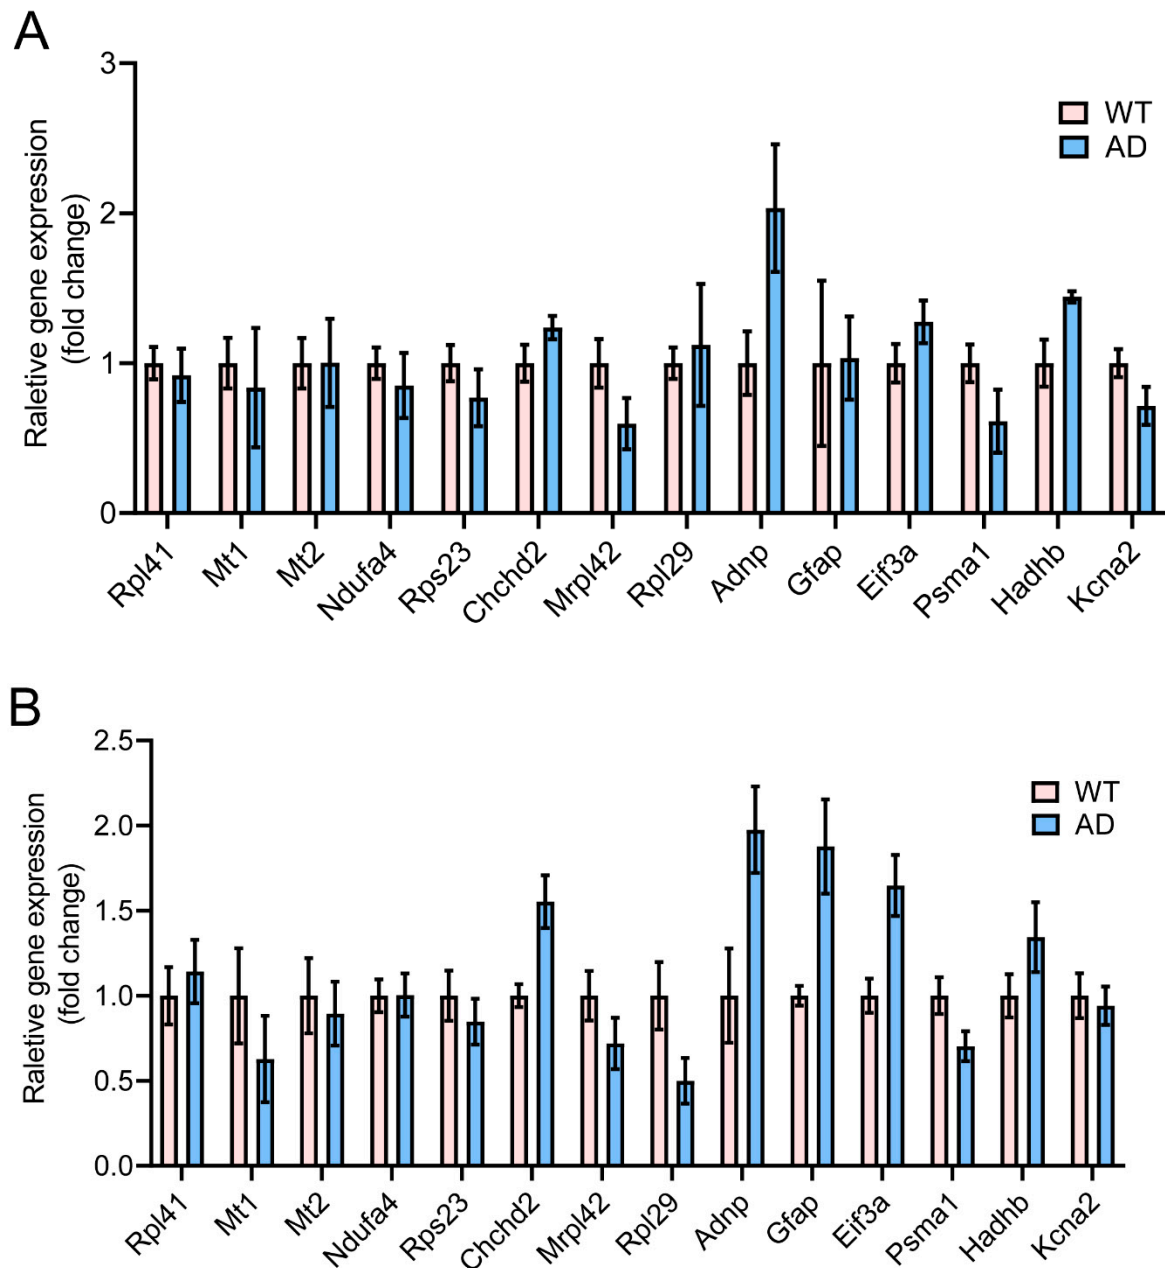 A
Raletive gene expression
(fold change)
3
2
1
0
WT
AD
Rpl41
Mt1
Mt2
Ndufa4
Rps23
Chchd2
Mrpl42
Rpl29
Adnp
Gfap
Eif3a
Psma1
Hadhb
Kcna2
B
Raletive gene expression
(fold change)
2.5
2.0
1.5
1.0
0.5
0.0
WT
AD
Rpl41
Mt1
Mt2
Ndufa4
Rps23
Chchd2
Mrpl42
Rpl29
Adnp
Gfap
Eif3a
Psma1
Hadhb
Kcna2